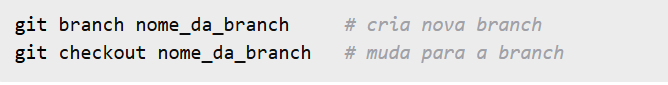 git branch nome_da_branch # cria nova branch
git checkout nome_da_branch # muda para a branch